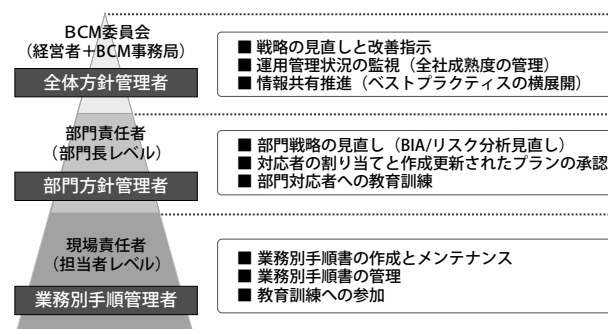 BCM委員会
（経営者＋BCM事務局）
全体方針管理者
■ 戦略の見直しと改善指示
■ 運用管理状況の監視（全社成熟度の管理）
■ 情報共有推進（ベストプラクティスの横展開）
部門責任者
（部門長レベル）
部門方針管理者
■ 部門戦略の見直し（BIA/リスク分析見直し）
■ 対応者の割り当てと作成更新されたプランの承認
■ 部門対応者への教育訓練
現場責任者
（担当者レベル）
業務別手順管理者
■ 業務別手順書の作成とメンテナンス
■ 業務別手順書の管理
■ 教育訓練への参加